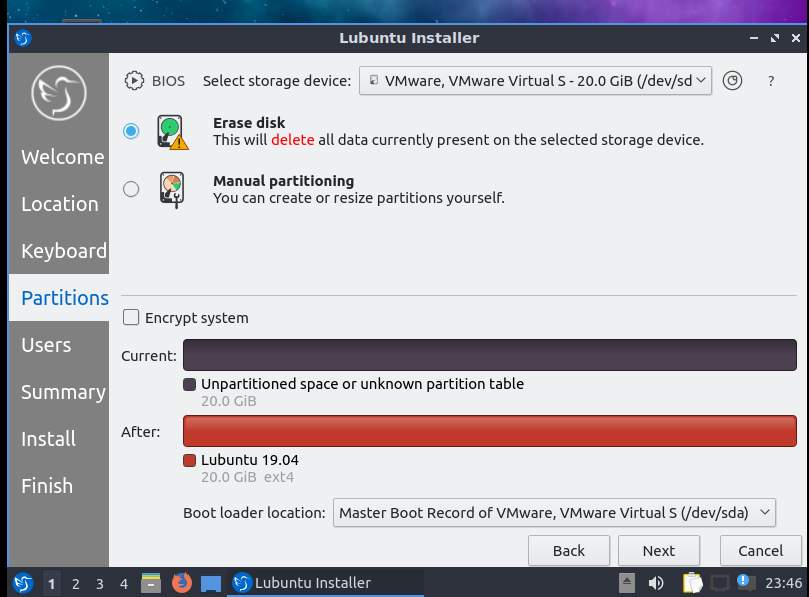 Lubuntu Installer
BIOS Select storage device: VMware, VMware Virtual S - 20.0 GiB (/dev/sd ?
Welcome
Location
Keyboard
Partitions
Users
Summary
Install
Finish
Erase disk
This will delete all data currently present on the selected storage device.
Manual partitioning
You can create or resize partitions yourself.
Encrypt system
Current:
Unpartitioned space or unknown partition table
20.0 GiB
After:
Lubuntu 19.04
20.0 GiB ext4
Boot loader location: Master Boot Record of VMware, VMware Virtual S (/dev/sda)
Back Next Cancel
1 2 3 4 Lubuntu Installer 23:46